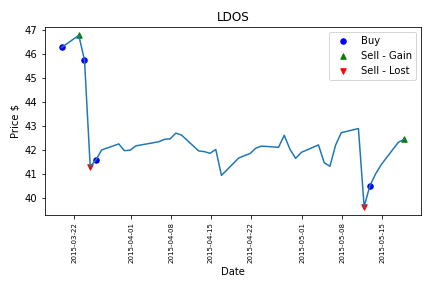 LDOS
Buy
Sell - Gain
Sell - Lost
Price $
47
46
45
44
43
42
41
40
2015-03-22
2015-04-01
2015-04-08
2015-04-15
2015-04-22
2015-05-01
2015-05-08
2015-05-15
Date